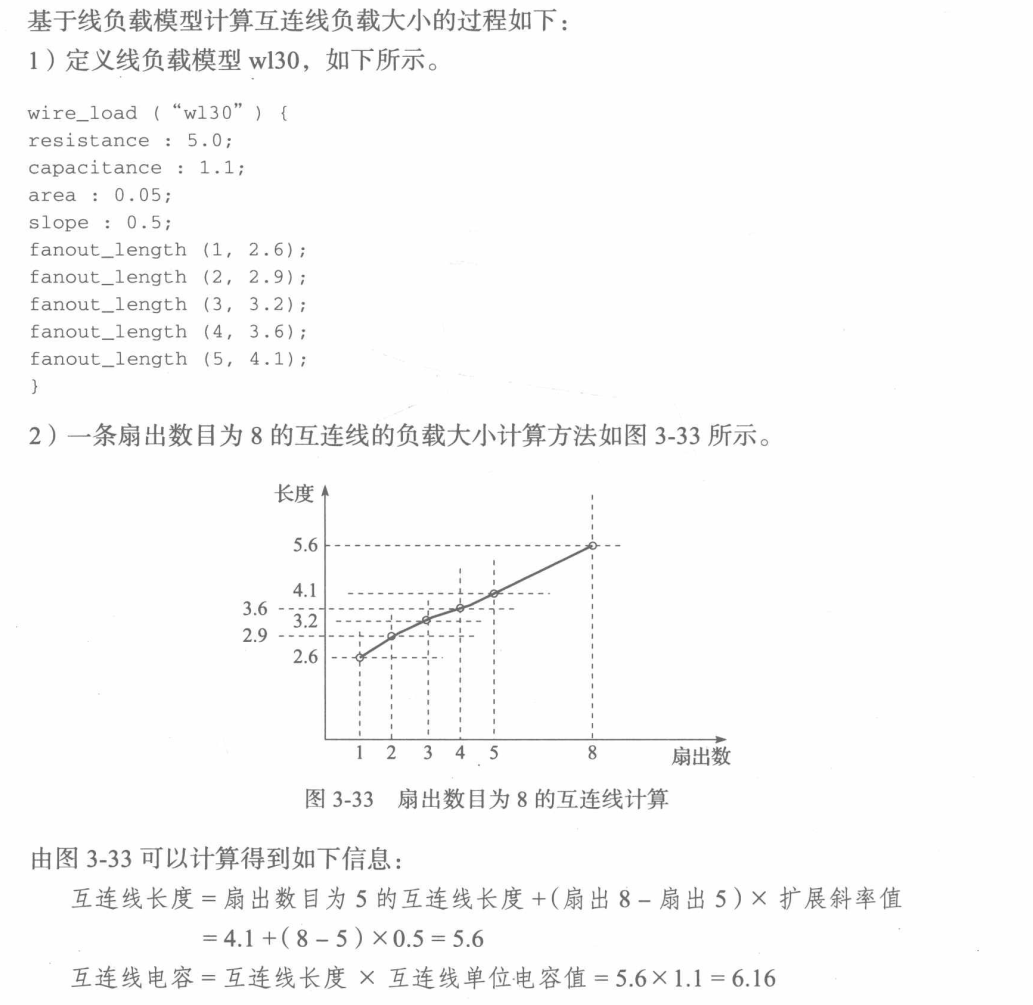 基于线负载模型计算互连线负载大小的过程如下：
1）定义线负载模型 wl30，如下所示。
wire_load (“wl30”) {
resistance : 5.0;
capacitance : 1.1;
area : 0.05;
slope : 0.5;
fanout_length (1, 2.6);
fanout_length (2, 2.9);
fanout_length (3, 3.2);
fanout_length (4, 3.6);
fanout_length (5, 4.1);
}
2）一条扇出数目为 8 的互连线的负载大小计算方法如图 3-33 所示。
长度
5.6
4.1
3.6
3.2
2.9
2.6
1 2 3 4 5 8
扇出数
图 3-33 扇出数目为 8 的互连线计算
由图 3-33 可以计算得到如下信息：
互连线长度 = 扇出数目为 5 的互连线长度 +（扇出 8 – 扇出 5）× 扩展斜率值
= 4.1 +（8 – 5）×0.5 = 5.6
互连线电容 = 互连线长度 × 互连线单位电容值 = 5.6×1.1 = 6.16